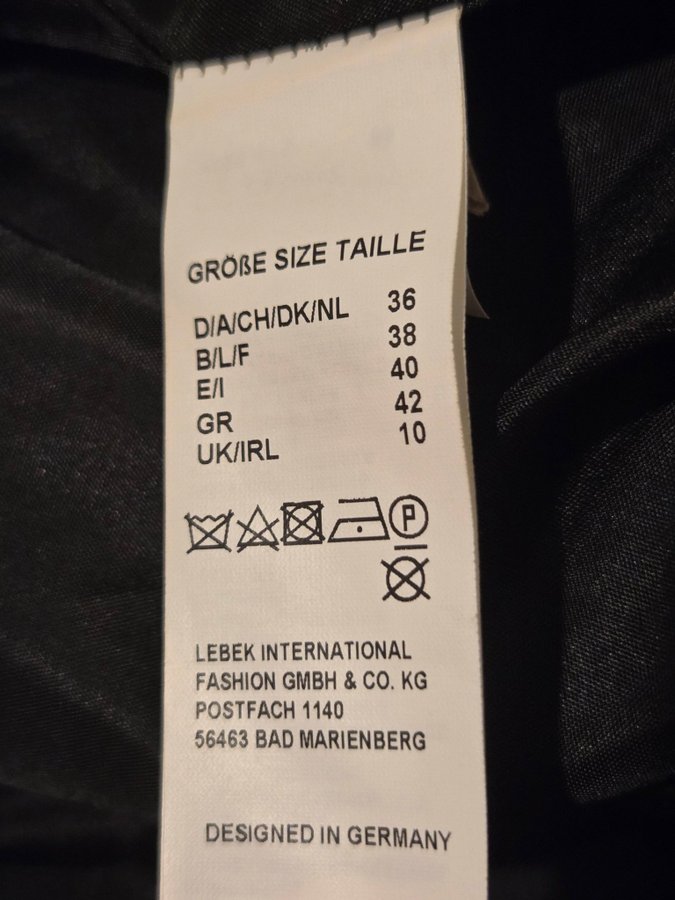 GRÖßE SIZE TAILLE
D/A/CH/DK/NL 36
B/L/F 38
E/I 40
GR 42
UK/IRL 10
P
LEBEK INTERNATIONAL
FASHION GMBH & CO. KG
POSTFACH 1140
56463 BAD MARIENBERG
DESIGNED IN GERMANY